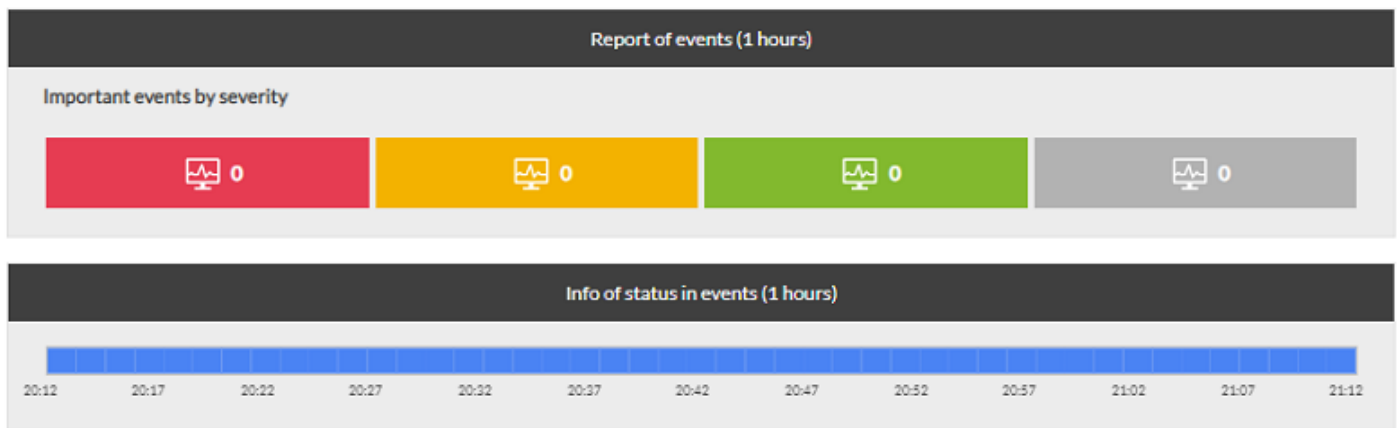 Report of events (1 hours)
Important events by severity
0 0 0 0
Info of status in events (1 hours)
20:12 20:17 20:22 20:27 20:32 20:37 20:42 20:47 20:52 20:57 21:02 21:07 21:12